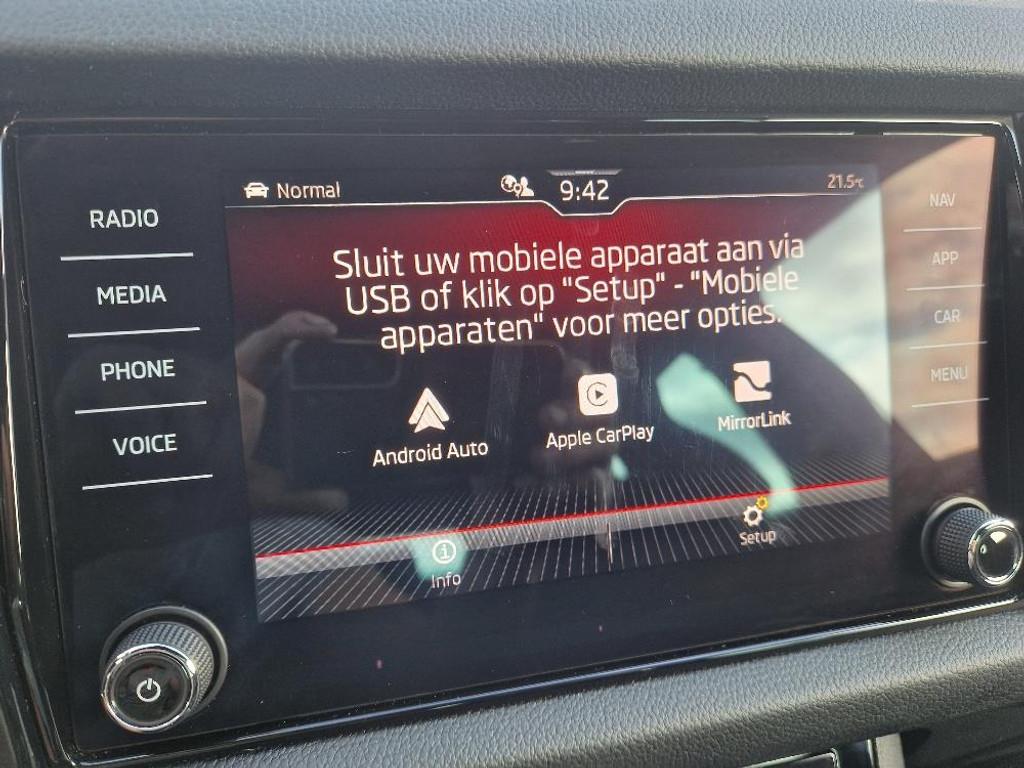 Normal
9:42
21.5°C
RADIO
MEDIA
PHONE
VOICE
NAV
APP
CAR
MENU
Sluit uw mobiele apparaat aan via
USB of klik op "Setup" - "Mobiele
apparaten" voor meer opties.
Android Auto
Apple CarPlay
MirrorLink
Info
Setup